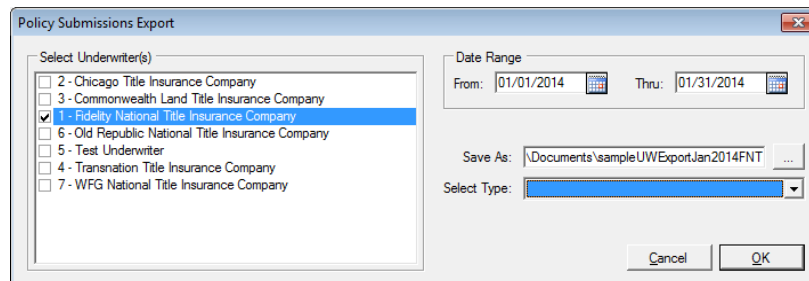 Policy Submissions Export
Select Underwriter(s)
2 - Chicago Title Insurance Company
3 - Commonwealth Land Title Insurance Company
1 - Fidelity National Title Insurance Company
6 - Old Republic National Title Insurance Company
5 - Test Underwriter
4 - Transnation Title Insurance Company
7 - WFG National Title Insurance Company
Date Range
From: 01/01/2014 Thru: 01/31/2014
Save As: \Documents\sampleUWExportJan2014FNT ...
Select Type:
Cancel OK